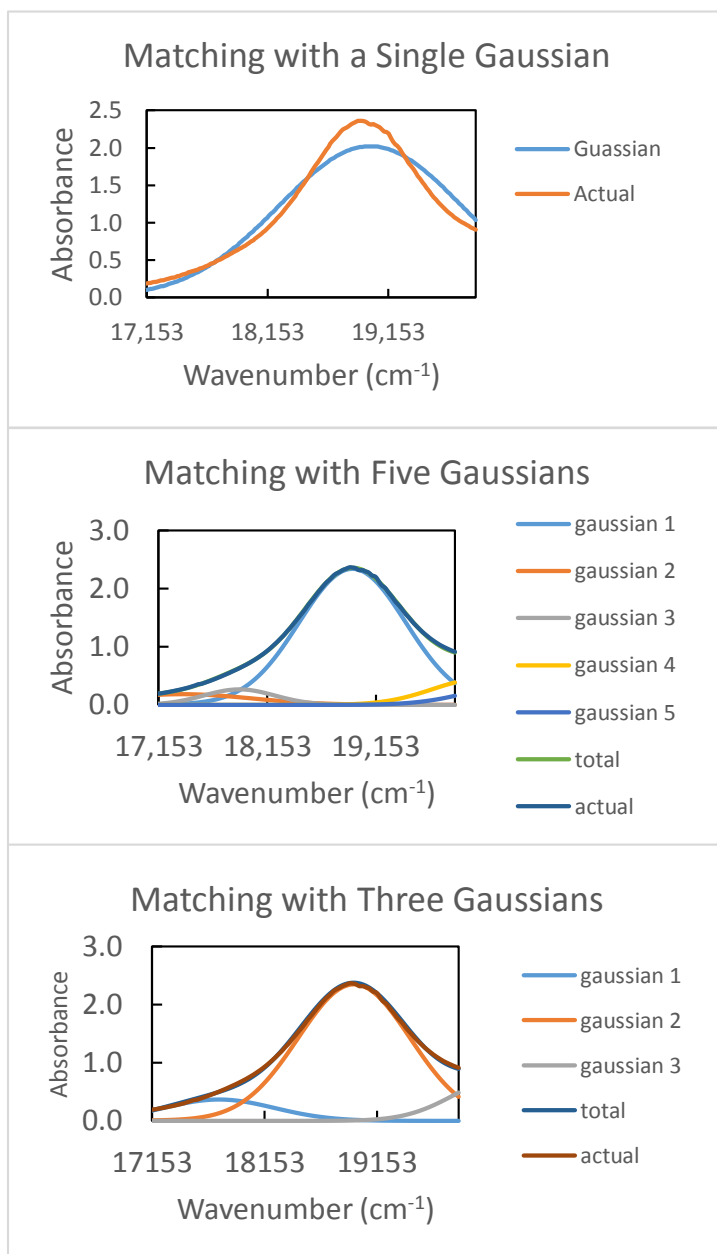 Matching with a Single Gaussian
2.5
2.0
1.5
1.0
0.5
0.0
Absorbance
17,153 18,153 19,153
Wavenumber (cm-1)
Guassian
Actual
Matching with Five Gaussians
3.0
2.0
1.0
0.0
Absorbance
17,153 18,153 19,153
Wavenumber (cm-1)
gaussian 1
gaussian 2
gaussian 3
gaussian 4
gaussian 5
total
actual
Matching with Three Gaussians
3.0
2.0
1.0
0.0
Absorbance
17153 18153 19153
Wavenumber (cm-1)
gaussian 1
gaussian 2
gaussian 3
total
actual